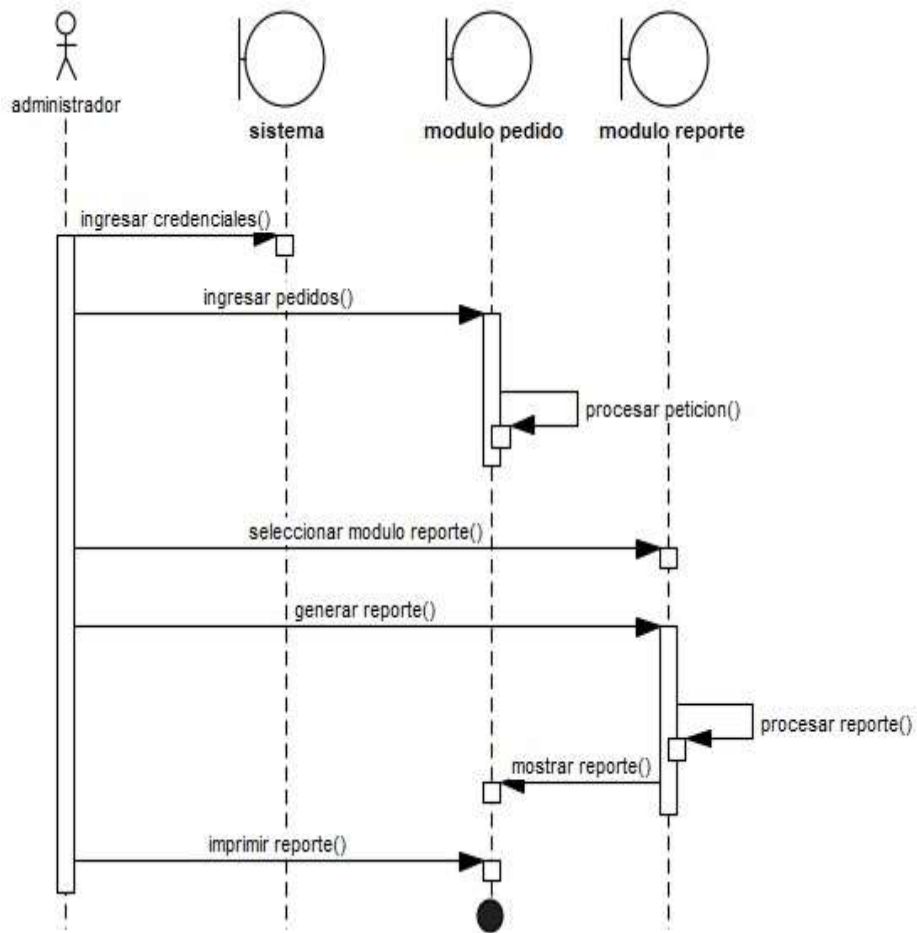 administrador
sistema
modulo pedido
modulo reporte
ingresar credenciales()
ingresar pedidos()
procesar peticion()
seleccionar modulo reporte()
generar reporte()
procesar reporte()
mostrar reporte()
imprimir reporte()